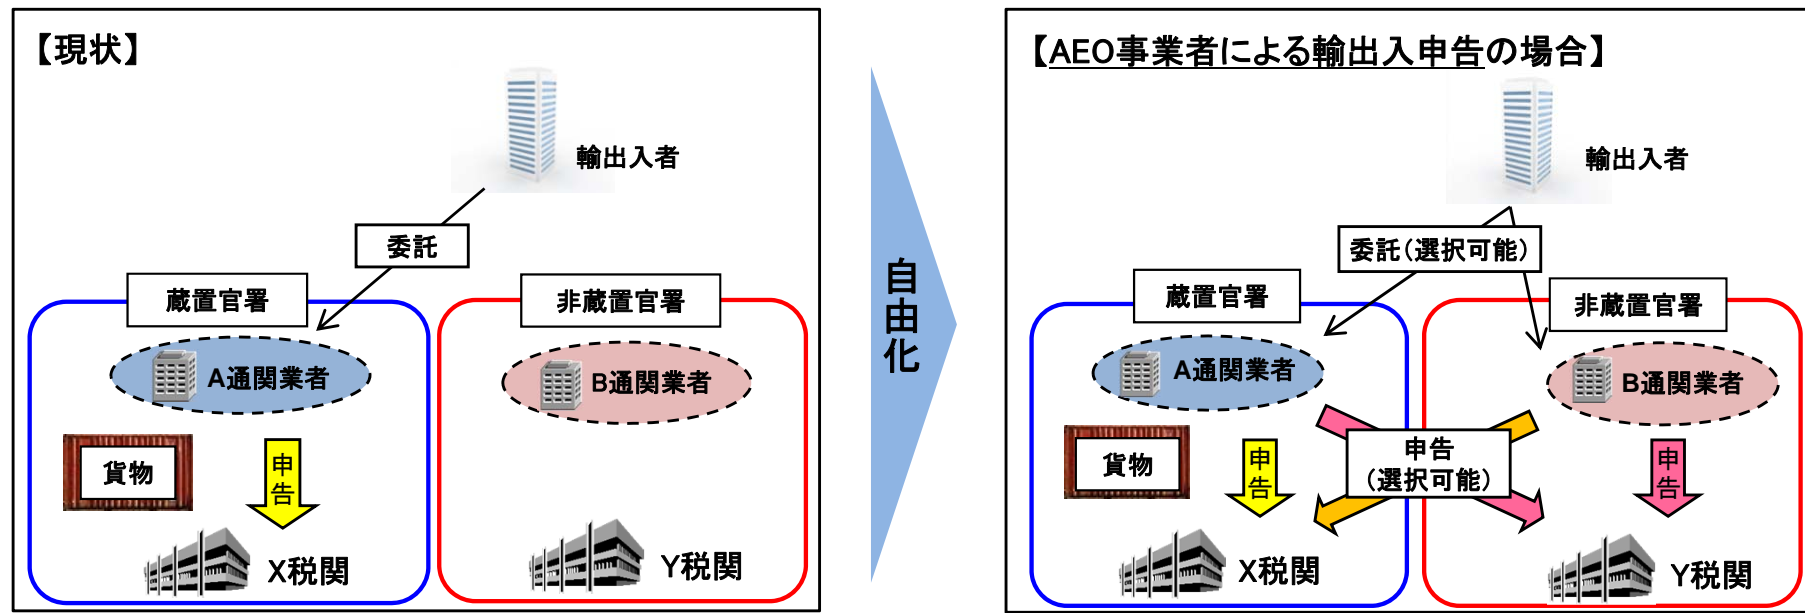 【現状】
輸出入者
委託
蔵置官署
非蔵置官署
A通関業者
B通関業者
貨物
申告
X税関
Y税関
自由化
【AEO事業者による輸出入申告の場合】
輸出入者
委託(選択可能)
蔵置官署
非蔵置官署
A通関業者
B通関業者
貨物
申告
申告
(選択可能)
申告
X税関
Y税関